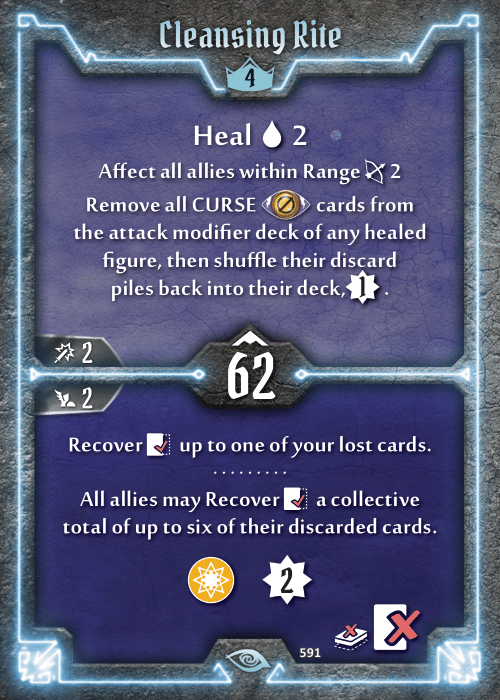 Cleansing Rite
4
Heal 2
Affect all allies within Range 2
Remove all CURSE cards from
the attack modifier deck of any healed
figure, then shuffle their discard
piles back into their deck, 1 .
2
62
2
Recover up to one of your lost cards.
.........
All allies may Recover a collective
total of up to six of their discarded cards.
2
591